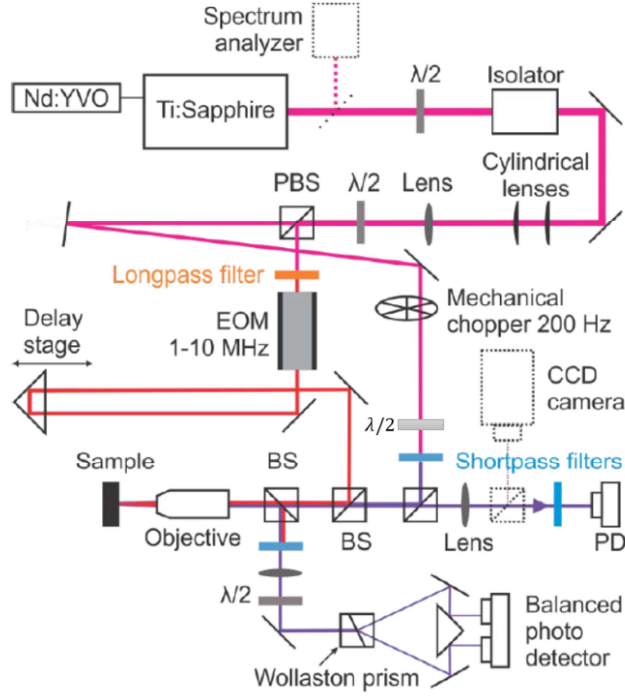 Spectrum
analyzer
Nd:YVO
Ti:Sapphire
λ/2
Isolator
PBS
λ/2
Lens
Cylindrical
lenses
Longpass filter
EOM
1-10 MHz
Mechanical
chopper 200 Hz
Delay
stage
CCD
camera
λ/2
Sample
BS
Shortpass filters
Objective
BS
Lens
PD
λ/2
Wollaston prism
Balanced
photo
detector